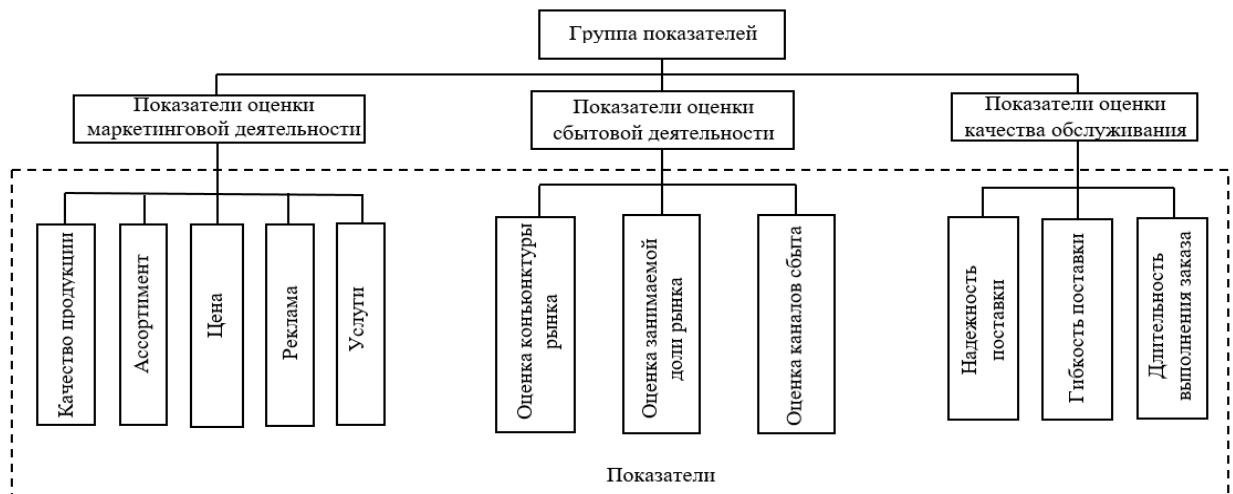 Группа показателей
Показатели оценки
маркетинговой деятельности
Показатели оценки
сбытовой деятельности
Показатели оценки
качества обслуживания
Качество продукции
Ассортимент
Цена
Реклама
Услуги
Оценка конъюнктуры
рынка
Оценка занимаемой
доли рынка
Оценка каналов сбыта
Надежность
поставки
Гибкость поставки
Длительность
выполнения заказа
Показатели